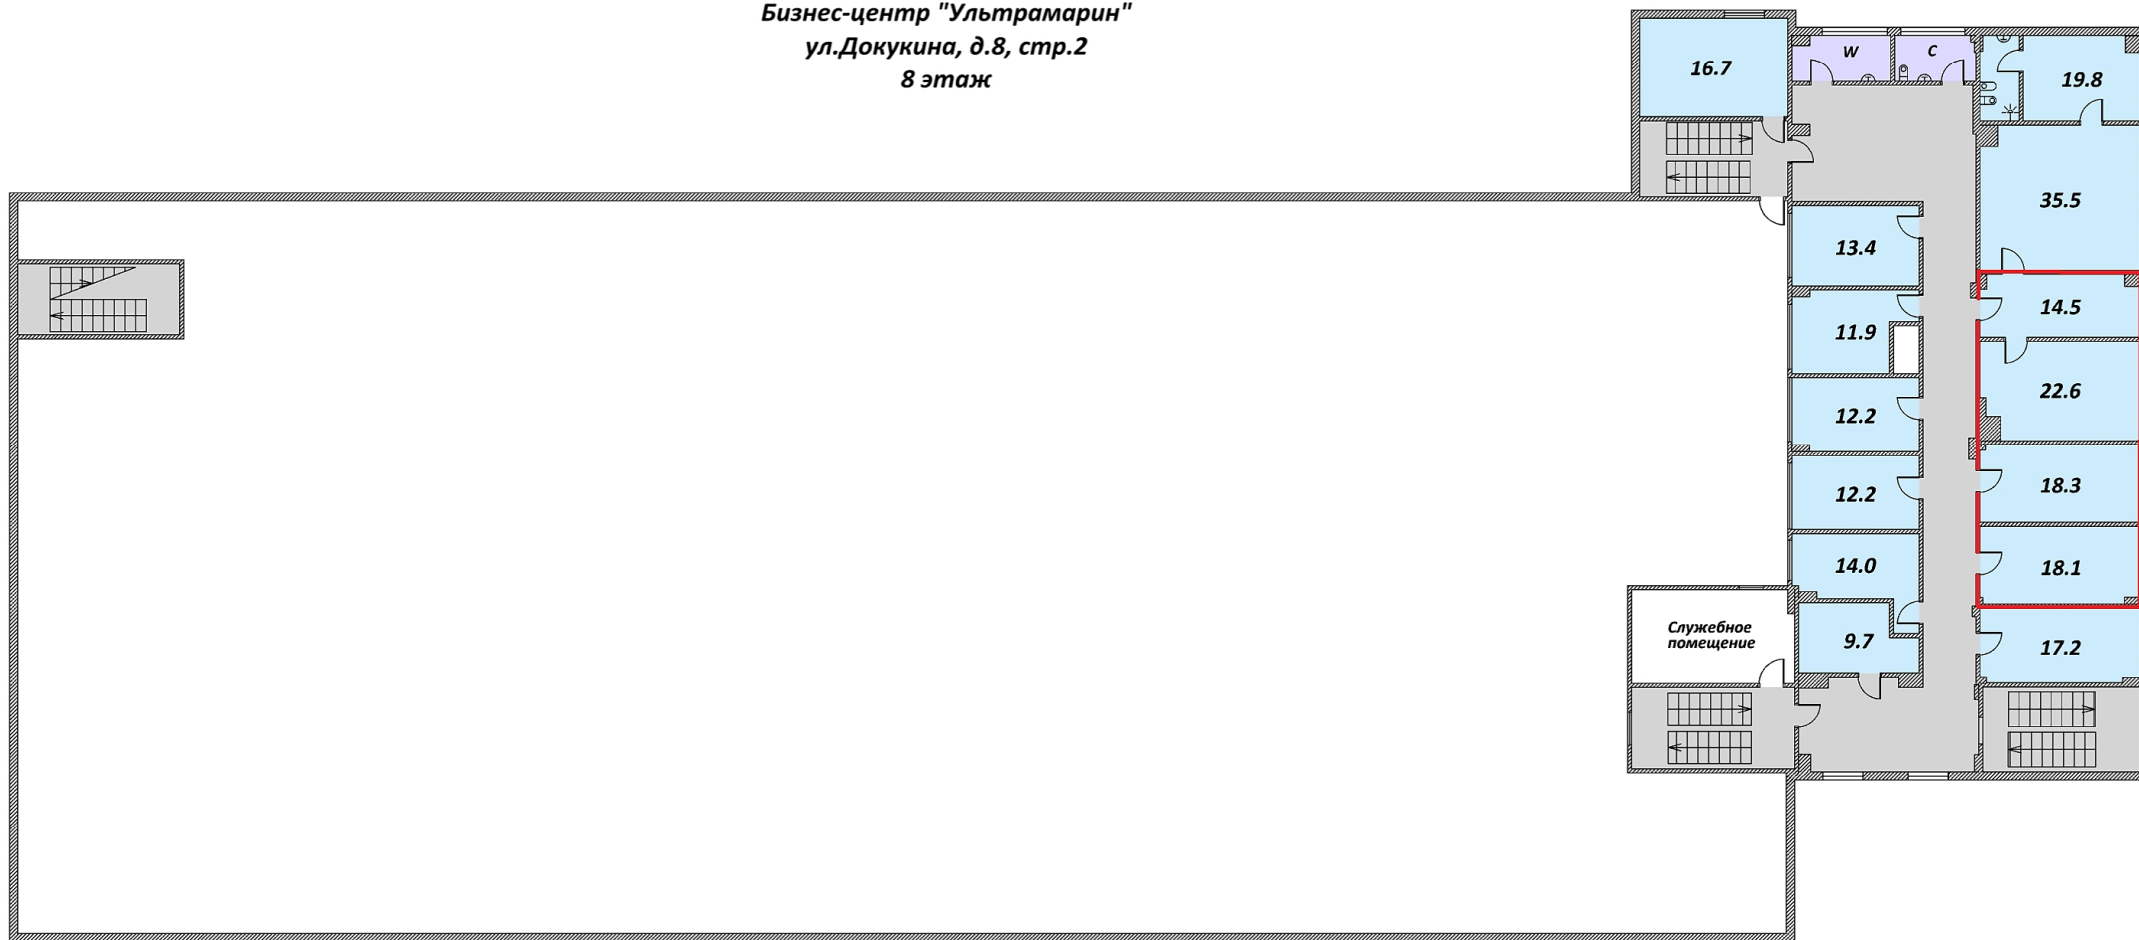 Бизнес-центр "Ультрамарин"
ул.Докукина, д.8, стр.2
8 этаж
16.7
W
C
19.8
35.5
13.4
14.5
11.9
22.6
12.2
18.3
12.2
18.1
14.0
9.7
17.2
Служебное
помещение